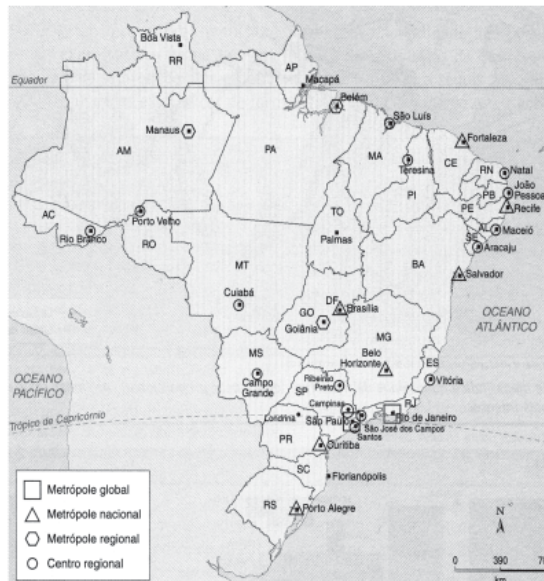 Boa Vista
RR
AP
Equador
Macapá
Belém
São Luís
Manaus
Fortaleza
AM
PA
MA
CE
Teresina
RN
Natal
PB
João
Pessoa
PI
PE
Recife
AC
Porto Velho
TO
AL
Maceió
Rio Branco
RO
Palmas
SE
Aracaju
MT
BA
Salvador
DF
Brasília
Cuiabá
GO
Goiânia
OCEANO
ATLÂNTICO
MG
MS
Belo
Horizonte
ES
OCEANO
PACÍFICO
Campo
Grande
Ribeirão
Preto
SP
Vitória
Campinas
RJ
Trópico de Capricórnio
Londrina
São Paulo
Rio de Janeiro
São José dos Campos
Santos
PR
Curitiba
SC
Florianópolis
RS
Porto Alegre
Metrópole global
Metrópole nacional
Metrópole regional
Centro regional
N
0 390
km